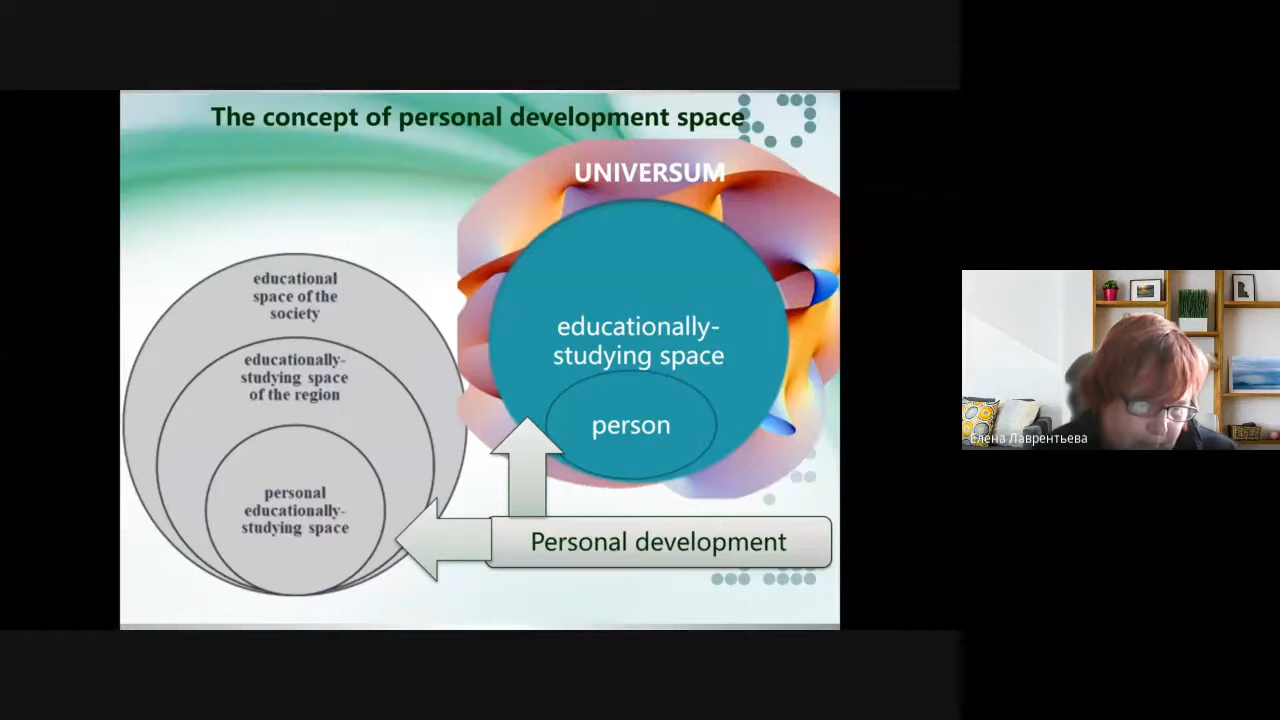 The concept of personal development space
UNIVERSUM
educational
space of the
society
educationally-
studying space
of the region
personal
educationally-
studying space
educationally-
studying space
person
Personal development
Елена Лаврентьева